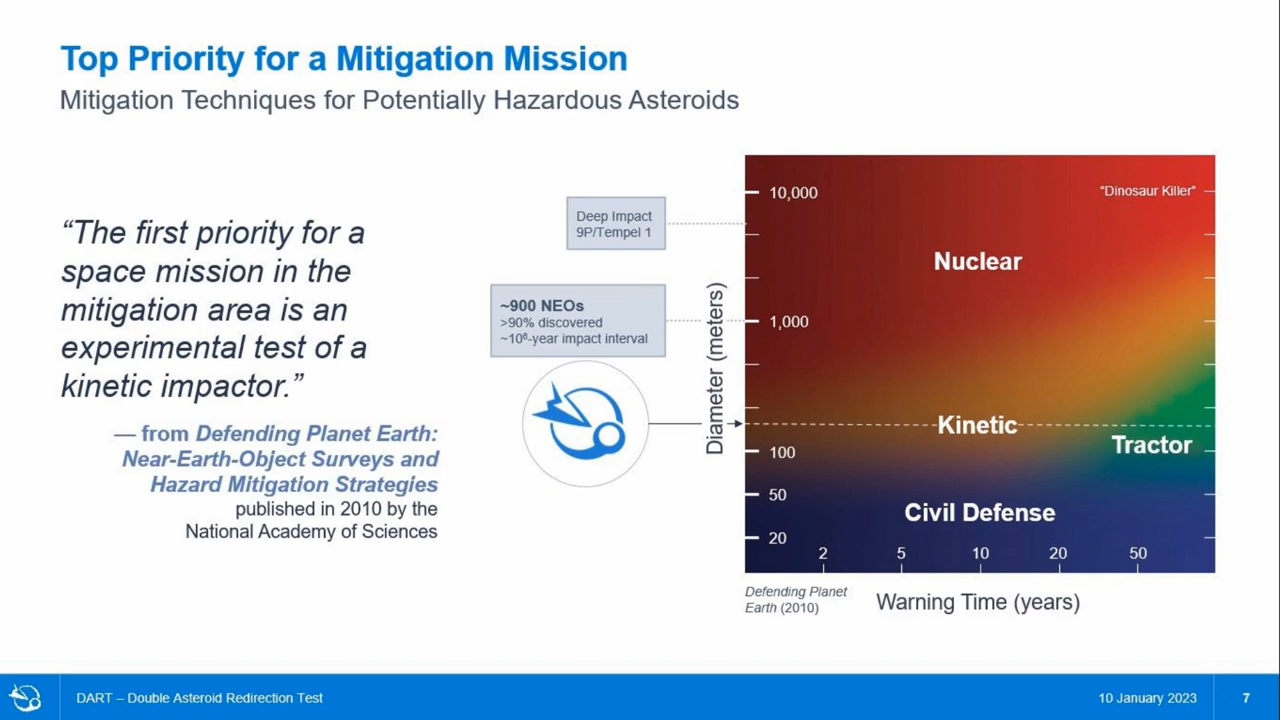 Top Priority for a Mitigation Mission
Mitigation Techniques for Potentially Hazardous Asteroids
“The first priority for a
space mission in the
mitigation area is an
experimental test of a
kinetic impactor.”
— from Defending Planet Earth:
Near-Earth-Object Surveys and
Hazard Mitigation Strategies
published in 2010 by the
National Academy of Sciences
Deep Impact
9P/Tempel 1
~900 NEOs
>90% discovered
~10⁶-year impact interval
Diameter (meters)
10,000
1,000
100
50
20
“Dinosaur Killer”
Nuclear
Kinetic
Tractor
Civil Defense
2 5 10 20 50
Defending Planet
Earth (2010)
Warning Time (years)
DART – Double Asteroid Redirection Test
10 January 2023
7